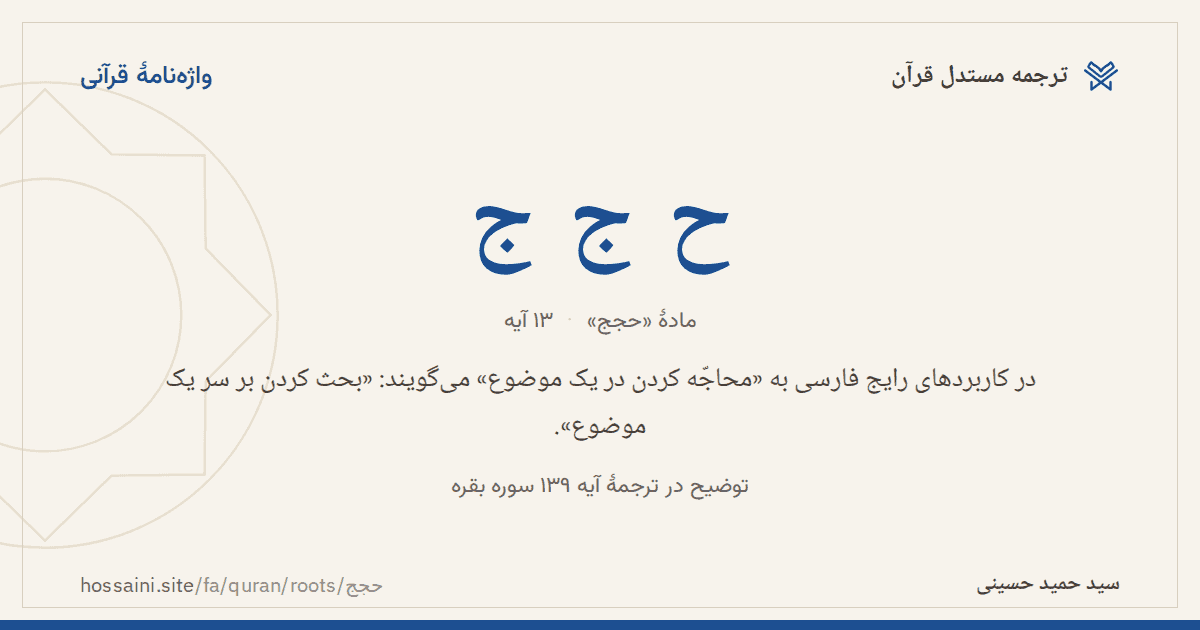 ترجمه مستدل قرآن
واژه‌نامهٔ قرآنی
ح ج ج
مادهٔ «حجج» · ۱۳ آیه
در کاربردهای رایج فارسی به «محاجّه کردن در یک موضوع» می‌گویند: «بحث کردن بر سر یک
موضوع».
توضیح در ترجمهٔ آیه ۱۳۹ سوره بقره
سید حمید حسینی
hossaini.site/fa/quran/roots/حجج